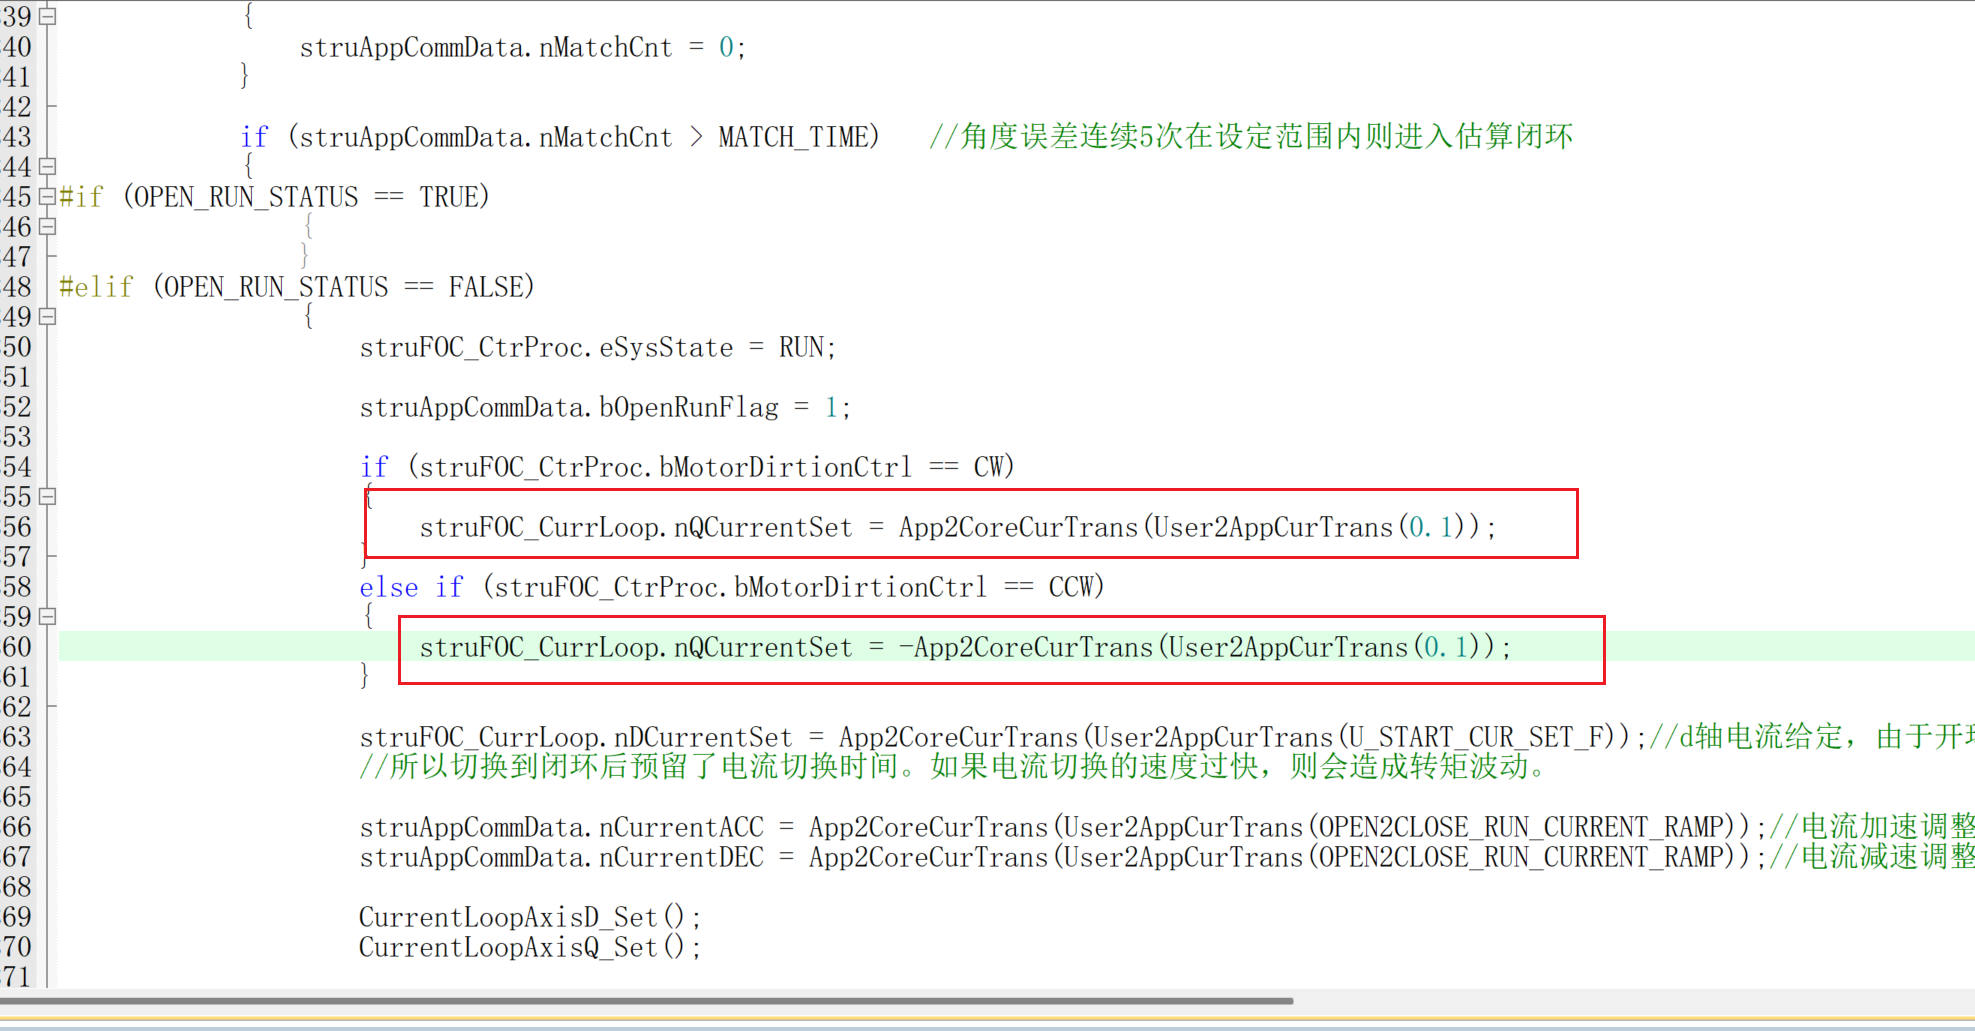 39 {
40 struAppCommData.nMatchCnt = 0;
41 }
42
43 if (struAppCommData.nMatchCnt > MATCH_TIME) //角度误差连续5次在设定范围内则进入估算闭环
44 {
45 #if (OPEN_RUN_STATUS == TRUE)
46 {
47 }
48 #elif (OPEN_RUN_STATUS == FALSE)
49 {
50 struFOC_CtrProc.eSysState = RUN;
51
52 struAppCommData.bOpenRunFlag = 1;
53
54 if (struFOC_CtrProc.bMotorDirtionCtrl == CW)
55 {
56 struFOC_CurrLoop.nQCurrentSet = App2CoreCurTrans(User2AppCurTrans(0.1));
57 }
58 else if (struFOC_CtrProc.bMotorDirtionCtrl == CCW)
59 {
60 struFOC_CurrLoop.nQCurrentSet = -App2CoreCurTrans(User2AppCurTrans(0.1));
61 }
62
63 struFOC_CurrLoop.nDCurrentSet = App2CoreCurTrans(User2AppCurTrans(U_START_CUR_SET_F));//d轴电流给定，由于开环
64 //所以切换到闭环后预留了电流切换时间。如果电流切换的速度过快，则会造成转矩波动。
65
66 struAppCommData.nCurrentACC = App2CoreCurTrans(User2AppCurTrans(OPEN2CLOSE_RUN_CURRENT_RAMP));//电流加速调整
67 struAppCommData.nCurrentDEC = App2CoreCurTrans(User2AppCurTrans(OPEN2CLOSE_RUN_CURRENT_RAMP));//电流减速调整
68
69 CurrentLoopAxisD_Set();
70 CurrentLoopAxisQ_Set();
71